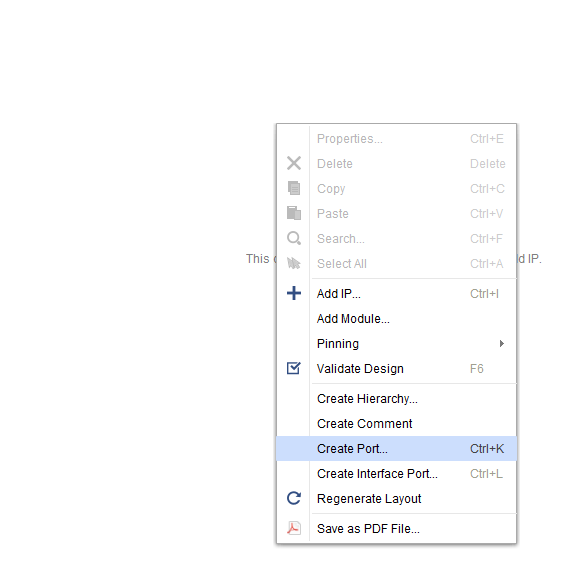 Properties... Ctrl+E
Delete Delete
Copy Ctrl+C
Paste Ctrl+V
Search... Ctrl+F
This IP.
Select All Ctrl+A
Add IP... Ctrl+I
Add Module...
Pinning
Validate Design F6
Create Hierarchy...
Create Comment
Create Port... Ctrl+K
Create Interface Port... Ctrl+L
Regenerate Layout
Save as PDF File...